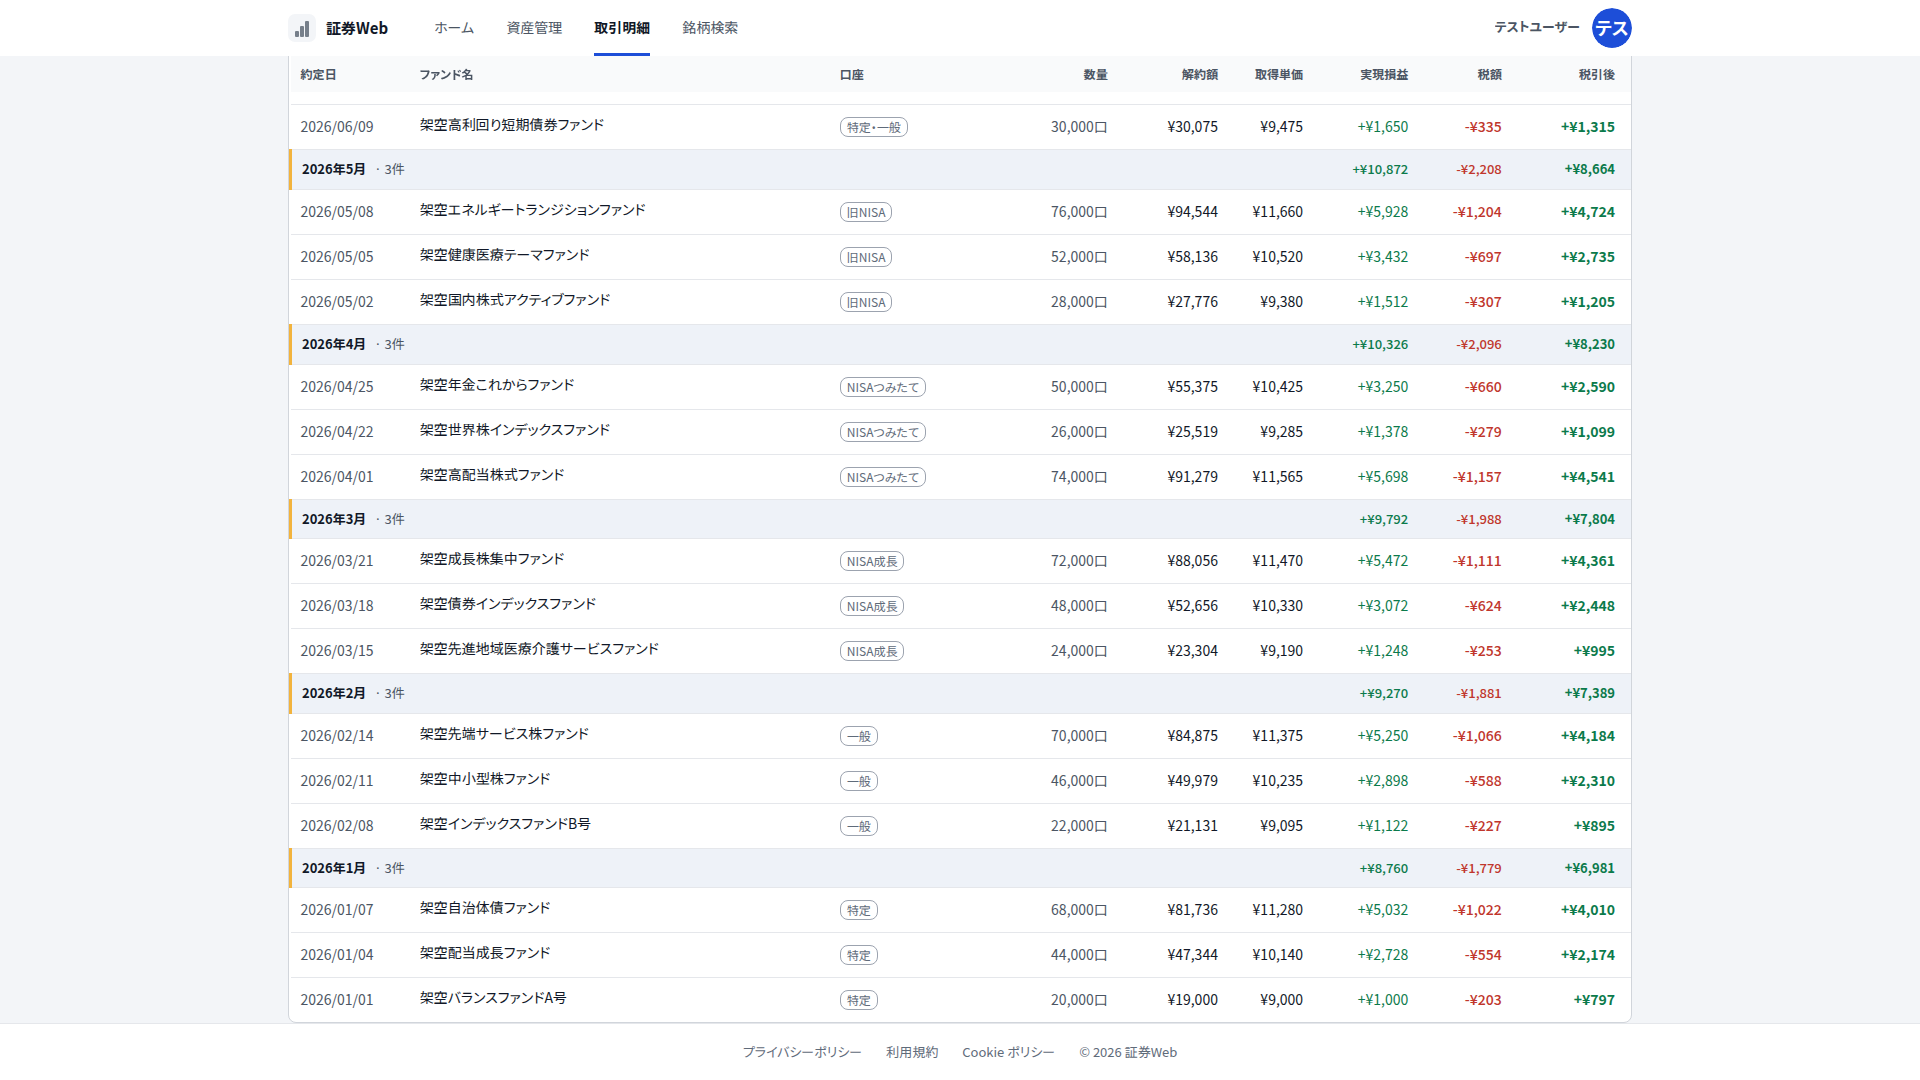 証券Web ホーム 資産管理 取引明細 銘柄検索 テストユーザー テス
約定日 ファンド名 口座 数量 解約額 取得単価 実現損益 税額 税引後
2026/06/09 架空高利回り短期債券ファンド 特定・一般 30,000口 ¥30,075 ¥9,475 +¥1,650 -¥335 +¥1,315
2026年5月 · 3件 +¥10,872 -¥2,208 +¥8,664
2026/05/08 架空エネルギートランジションファンド 旧NISA 76,000口 ¥94,544 ¥11,660 +¥5,928 -¥1,204 +¥4,724
2026/05/05 架空健康医療テーマファンド 旧NISA 52,000口 ¥58,136 ¥10,520 +¥3,432 -¥697 +¥2,735
2026/05/02 架空国内株式アクティブファンド 旧NISA 28,000口 ¥27,776 ¥9,380 +¥1,512 -¥307 +¥1,205
2026年4月 · 3件 +¥10,326 -¥2,096 +¥8,230
2026/04/25 架空年金これからファンド NISAつみたて 50,000口 ¥55,375 ¥10,425 +¥3,250 -¥660 +¥2,590
2026/04/22 架空世界株インデックスファンド NISAつみたて 26,000口 ¥25,519 ¥9,285 +¥1,378 -¥279 +¥1,099
2026/04/01 架空高配当株式ファンド NISAつみたて 74,000口 ¥91,279 ¥11,565 +¥5,698 -¥1,157 +¥4,541
2026年3月 · 3件 +¥9,792 -¥1,988 +¥7,804
2026/03/21 架空成長株集中ファンド NISA成長 72,000口 ¥88,056 ¥11,470 +¥5,472 -¥1,111 +¥4,361
2026/03/18 架空債券インデックスファンド NISA成長 48,000口 ¥52,656 ¥10,330 +¥3,072 -¥624 +¥2,448
2026/03/15 架空先進地域医療介護サービスファンド NISA成長 24,000口 ¥23,304 ¥9,190 +¥1,248 -¥253 +¥995
2026年2月 · 3件 +¥9,270 -¥1,881 +¥7,389
2026/02/14 架空先端サービス株ファンド 一般 70,000口 ¥84,875 ¥11,375 +¥5,250 -¥1,066 +¥4,184
2026/02/11 架空中小型株ファンド 一般 46,000口 ¥49,979 ¥10,235 +¥2,898 -¥588 +¥2,310
2026/02/08 架空インデックスファンドB号 一般 22,000口 ¥21,131 ¥9,095 +¥1,122 -¥227 +¥895
2026年1月 · 3件 +¥8,760 -¥1,779 +¥6,981
2026/01/07 架空自治体債ファンド 特定 68,000口 ¥81,736 ¥11,280 +¥5,032 -¥1,022 +¥4,010
2026/01/04 架空配当成長ファンド 特定 44,000口 ¥47,344 ¥10,140 +¥2,728 -¥554 +¥2,174
2026/01/01 架空バランスファンドA号 特定 20,000口 ¥19,000 ¥9,000 +¥1,000 -¥203 +¥797
プライバシーポリシー 利用規約 Cookie ポリシー © 2026 証券Web